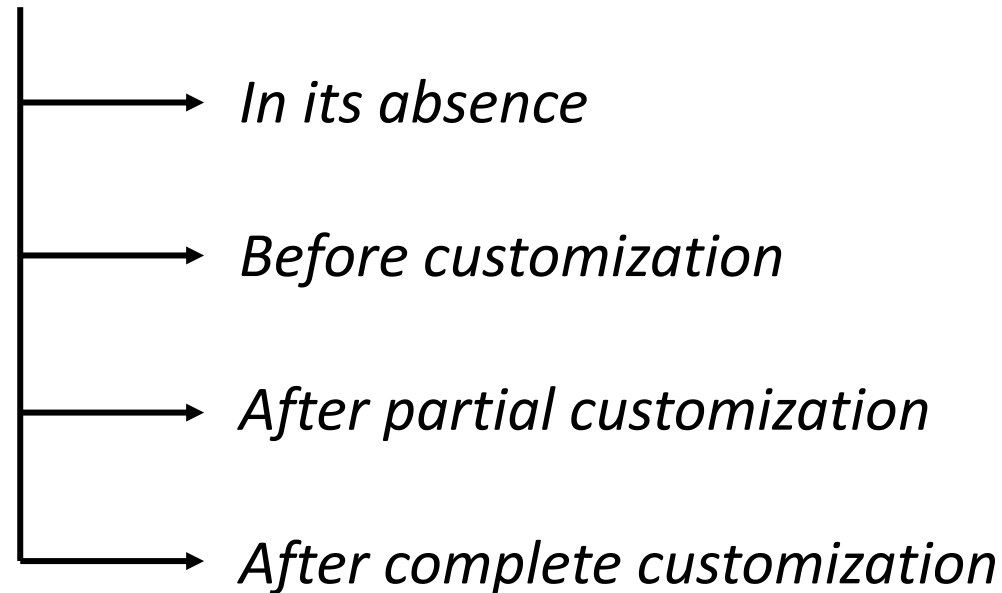 In its absence
Before customization
After partial customization
After complete customization